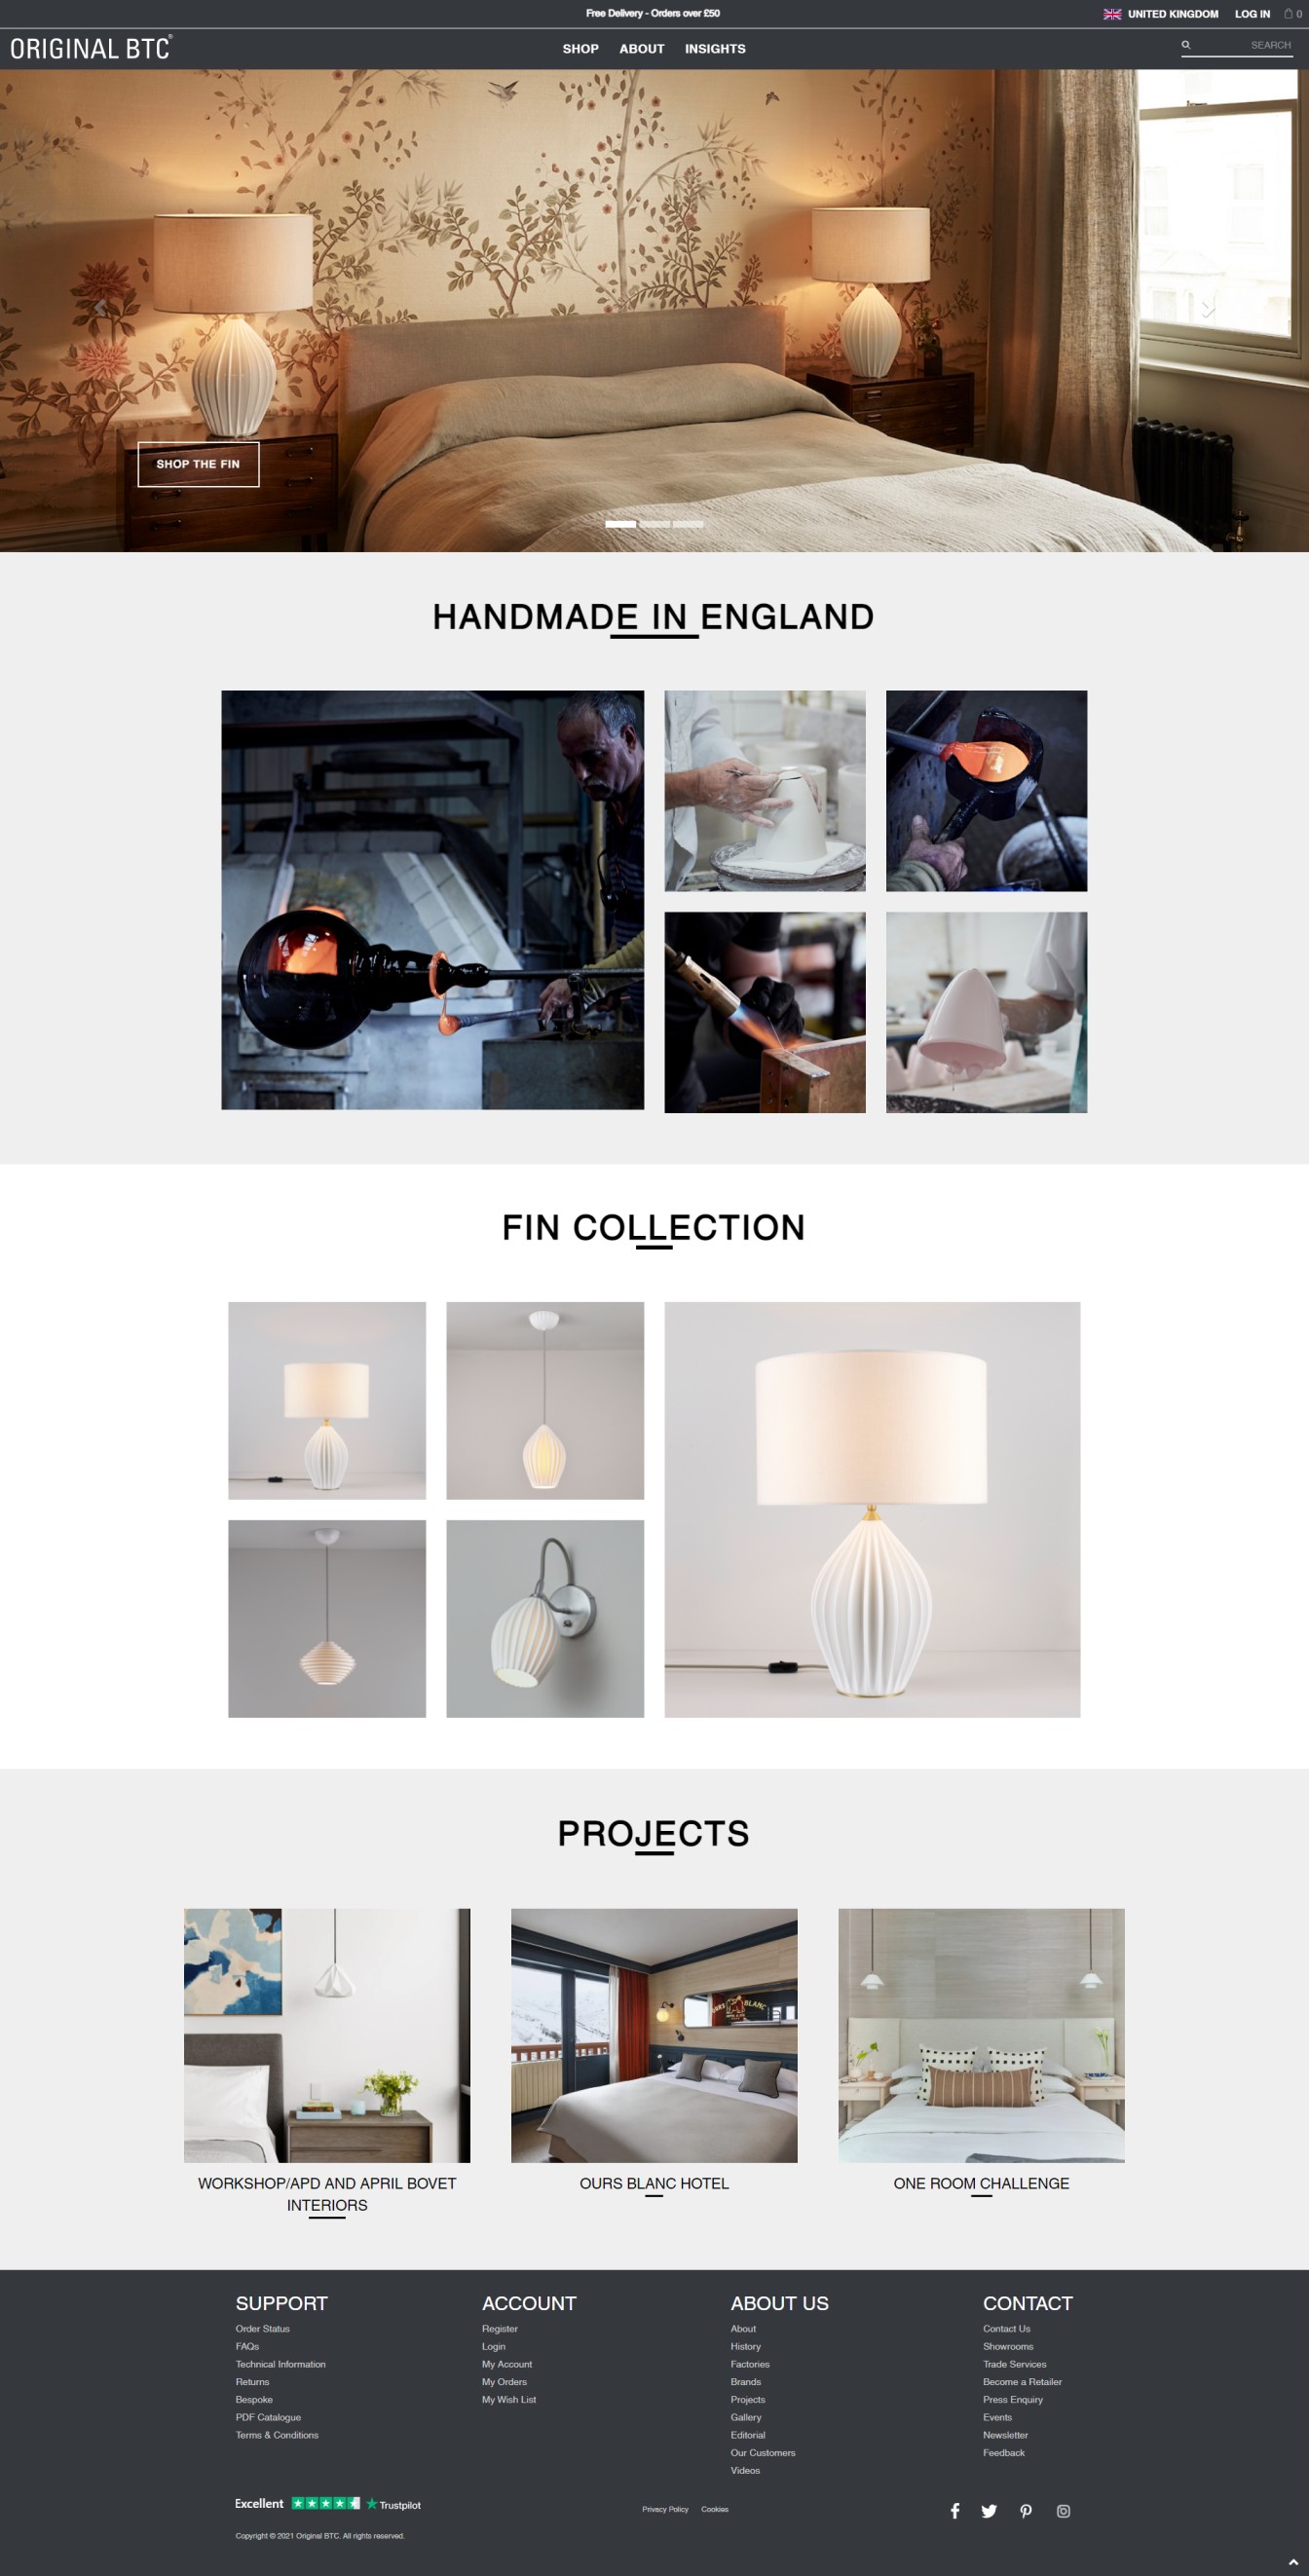 Free Delivery - Orders over £50
UNITED KINGDOM LOG IN 0
ORIGINAL BTC®
SHOP ABOUT INSIGHTS
SEARCH
SHOP THE FIN
HANDMADE IN ENGLAND
FIN COLLECTION
PROJECTS
OURS BLANC
WORKSHOP/APD AND APRIL BOVET
INTERIORS
OURS BLANC HOTEL
ONE ROOM CHALLENGE
SUPPORT
Order Status
FAQs
Technical Information
Returns
Bespoke
PDF Catalogue
Terms & Conditions
ACCOUNT
Register
Login
My Account
My Orders
My Wish List
ABOUT US
About
History
Factories
Brands
Projects
Gallery
Editorial
Our Customers
Videos
CONTACT
Contact Us
Showrooms
Trade Services
Become a Retailer
Press Enquiry
Events
Newsletter
Feedback
Excellent Trustpilot
Privacy Policy Cookies
Copyright © 2021 Original BTC. All rights reserved.